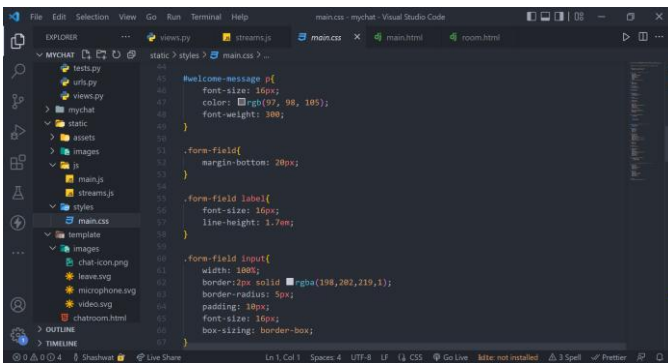 File Edit Selection View Go Run Terminal Help
main.css - mychat - Visual Studio Code
EXPLORER
views.py streams.js main.css main.html room.html
MYCHAT
static > styles > main.css > ...
tests.py
urls.py
views.py
mychat
static
assets
images
js
main.js
streams.js
styles
main.css
template
images
chat-icon.png
leave.svg
microphone.svg
video.svg
chatroom.html
OUTLINE
TIMELINE
44
45 #welcome-message p{
46 font-size: 16px;
47 color: rgb(97, 98, 105);
48 font-weight: 300;
49 }
50
51 .form-field{
52 margin-bottom: 20px;
53 }
54
55 .form-field label{
56 font-size: 16px;
57 line-height: 1.7em;
58 }
59
60 .form-field input{
61 width: 100%;
62 border:2px solid rgba(198,202,219,1);
63 border-radius: 5px;
64 padding: 10px;
65 font-size: 16px;
66 box-sizing: border-box;
67 }
0 0 4 Shashwat Live Share Ln 1, Col 1 Spaces: 4 UTF-8 LF CSS Go Live not installed 3 Spell Prettier